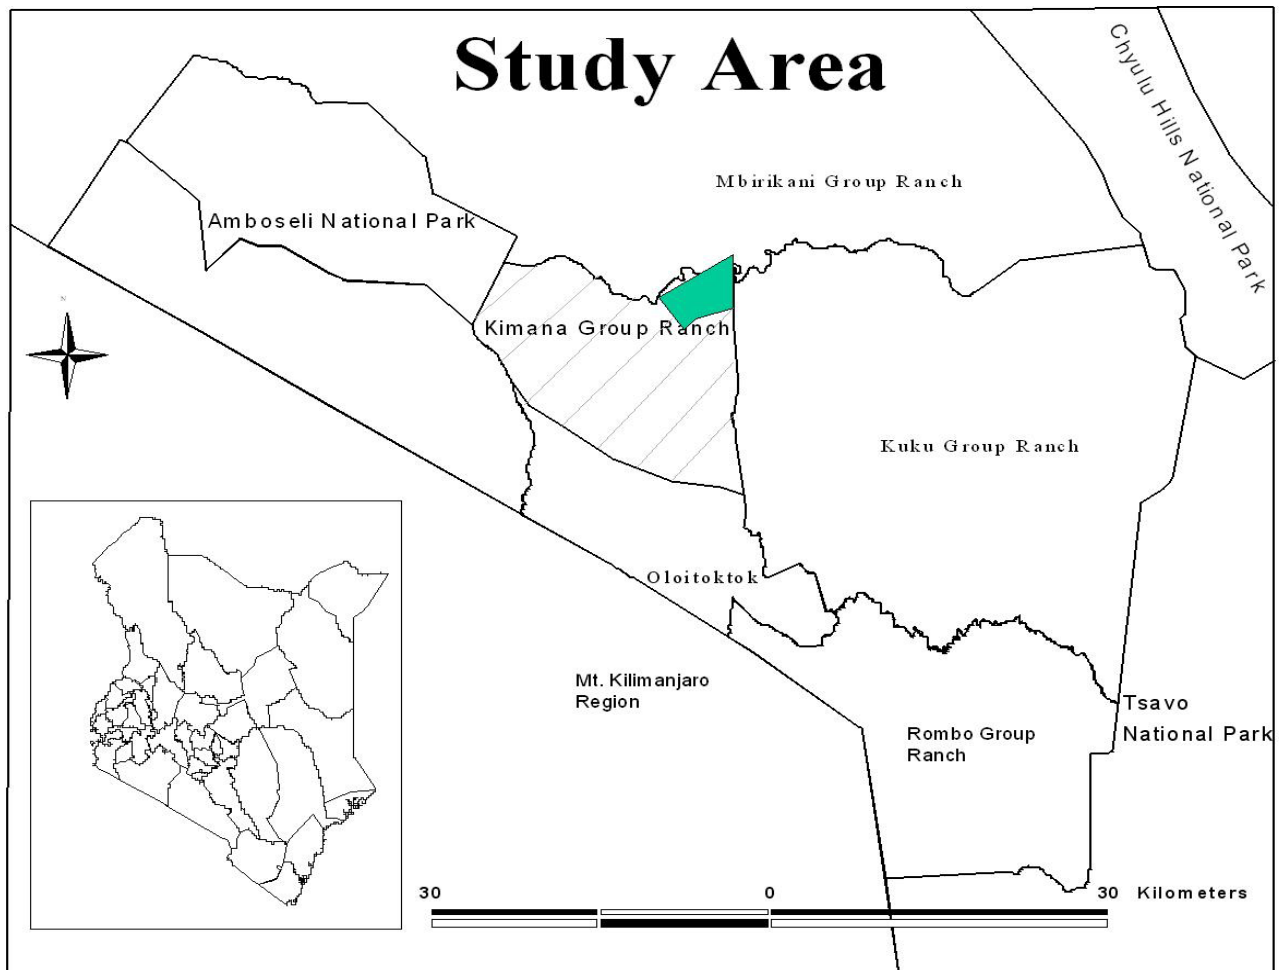 Study Area
Chyulu Hills National Park
Mbirikani Group Ranch
Amboseli National Park
N
Kimana Group Ranch
Kuku Group Ranch
Oloitoktok
Mt. Kilimanjaro
Region
Tsavo
National Park
Rombo Group
Ranch
30 0 30 Kilometers